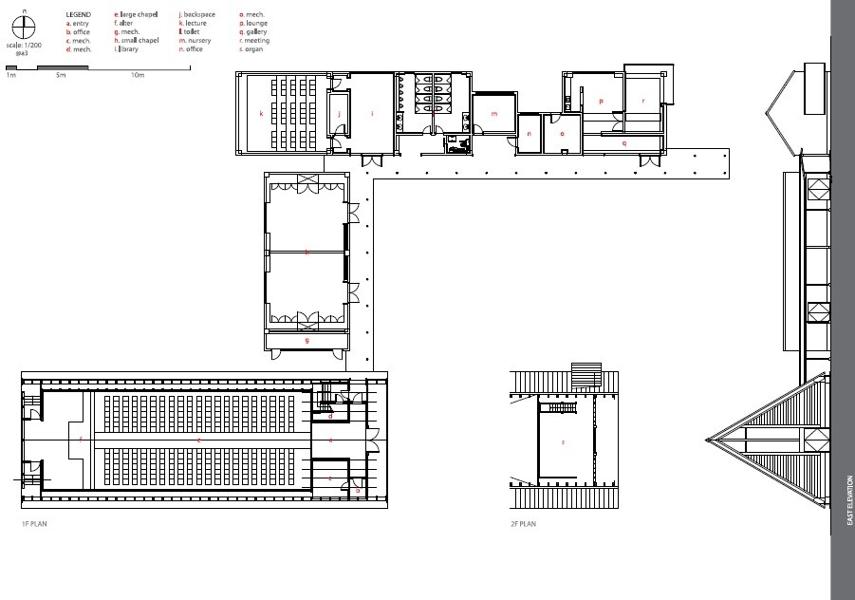 n
scale: 1/200
@a3
1m 5m 10m
LEGEND
a. entry
b. office
c. mech.
d. mech.
e. large chapel
f. alter
g. mech.
h. small chapel
i. library
j. backspace
k. lecture
l. toilet
m. nursery
n. office
o. mech.
p. lounge
q. gallery
r. meeting
s. organ
k
j
i
m
n
o
p
r
q
h
g
f
e
d
a
s
1F PLAN
2F PLAN
EAST ELEVATION